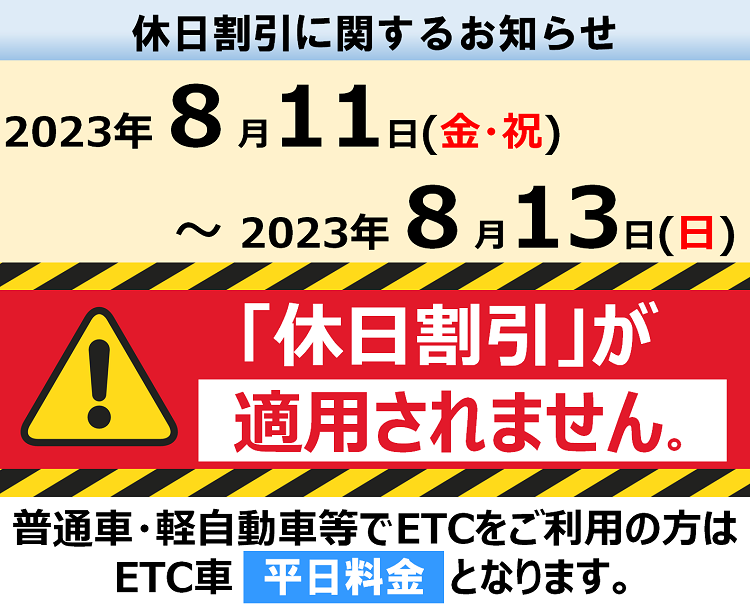 休日割引に関するお知らせ
2023年 8月11日(金・祝)
～ 2023年 8月13日(日)
「休日割引」が
適用されません。
普通車・軽自動車等でETCをご利用の方は
ETC車 平日料金 となります。